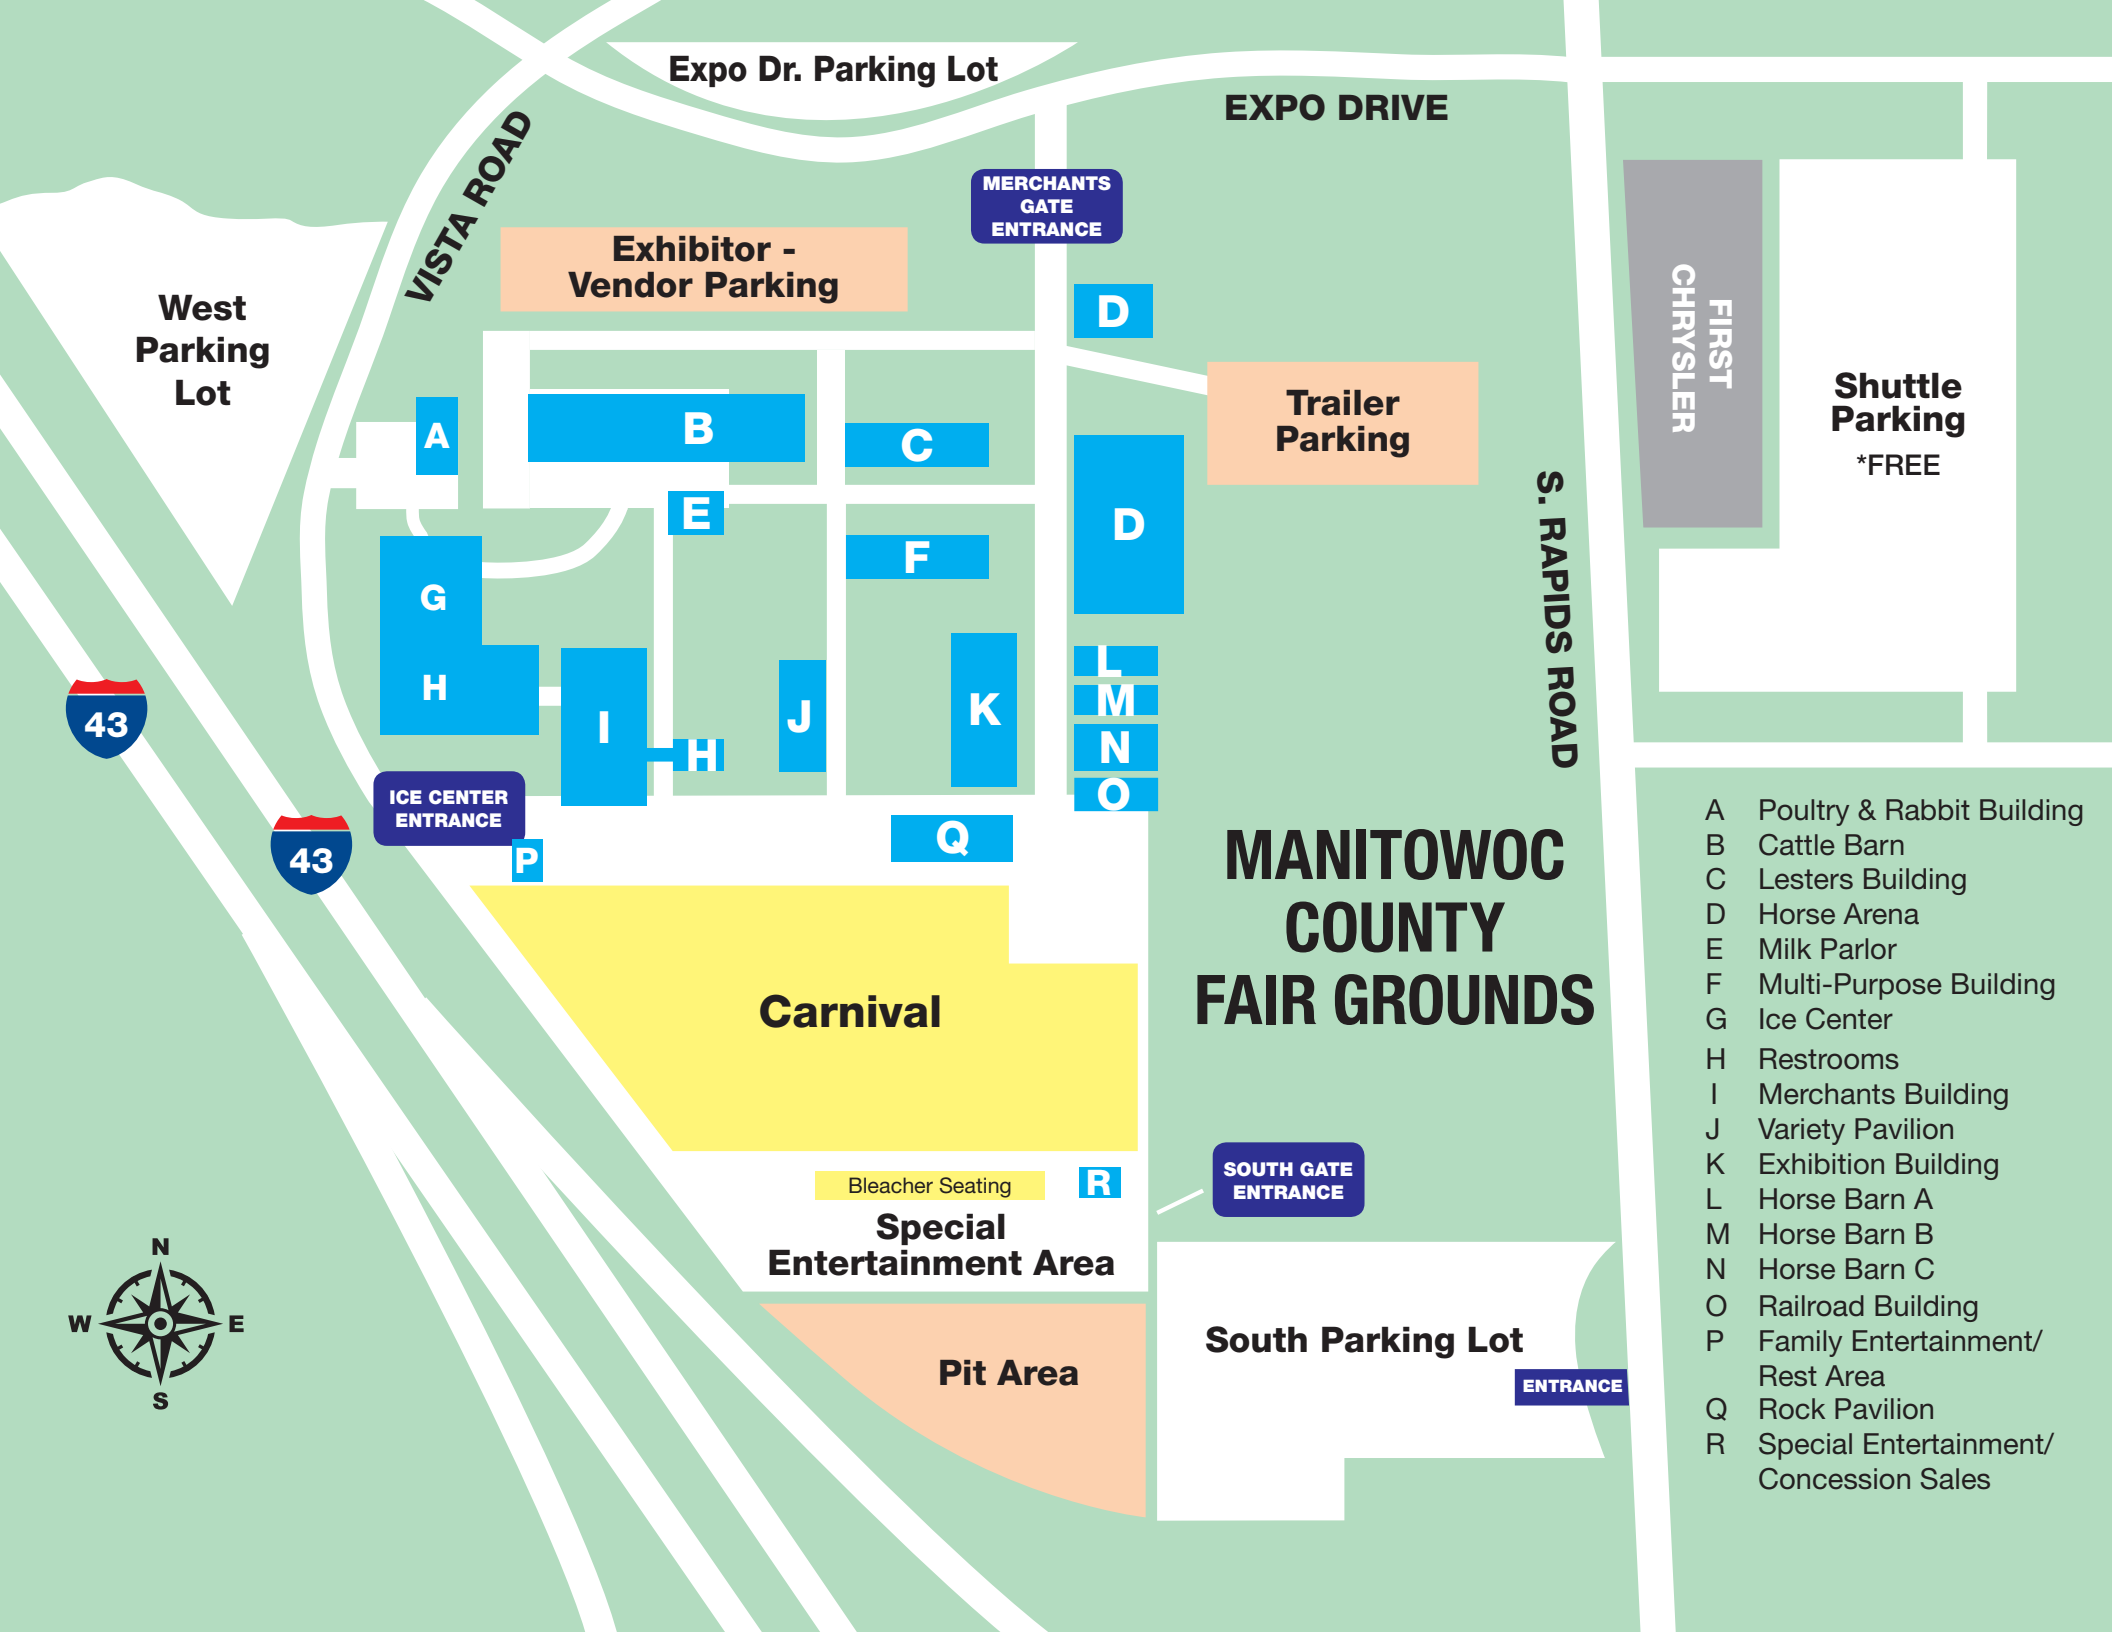 Expo Dr. Parking Lot
EXPO DRIVE
VISTA ROAD
MERCHANTS
GATE
ENTRANCE
Exhibitor -
Vendor Parking
West
Parking
Lot
D
Trailer
Parking
FIRST
CHRYSLER
Shuttle
Parking
*FREE
A
B
C
E
D
F
S. RAPIDS ROAD
G
H
I
H
J
K
L
M
N
O
43
43
ICE CENTER
ENTRANCE
P
Q
MANITOWOC
COUNTY
FAIR GROUNDS
Carnival
SOUTH GATE
ENTRANCE
Bleacher Seating
R
Special
Entertainment Area
South Parking Lot
Pit Area
ENTRANCE
N
W
E
S
A Poultry & Rabbit Building
B Cattle Barn
C Lesters Building
D Horse Arena
E Milk Parlor
F Multi-Purpose Building
G Ice Center
H Restrooms
I Merchants Building
J Variety Pavilion
K Exhibition Building
L Horse Barn A
M Horse Barn B
N Horse Barn C
O Railroad Building
P Family Entertainment/
Rest Area
Q Rock Pavilion
R Special Entertainment/
Concession Sales